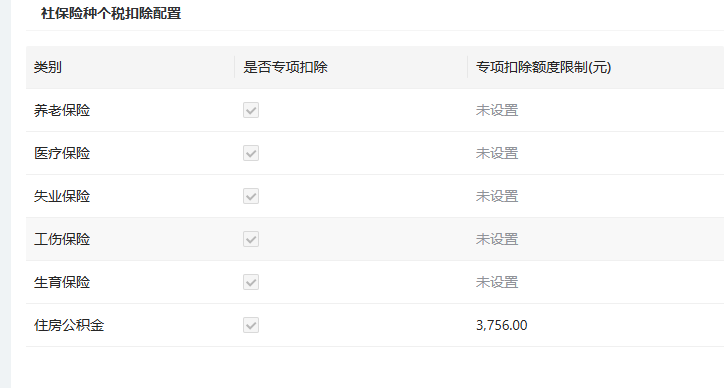 社保险种个税扣除配置
类别 是否专项扣除 专项扣除额度限制(元)
养老保险 未设置
医疗保险 未设置
失业保险 未设置
工伤保险 未设置
生育保险 未设置
住房公积金 3,756.00